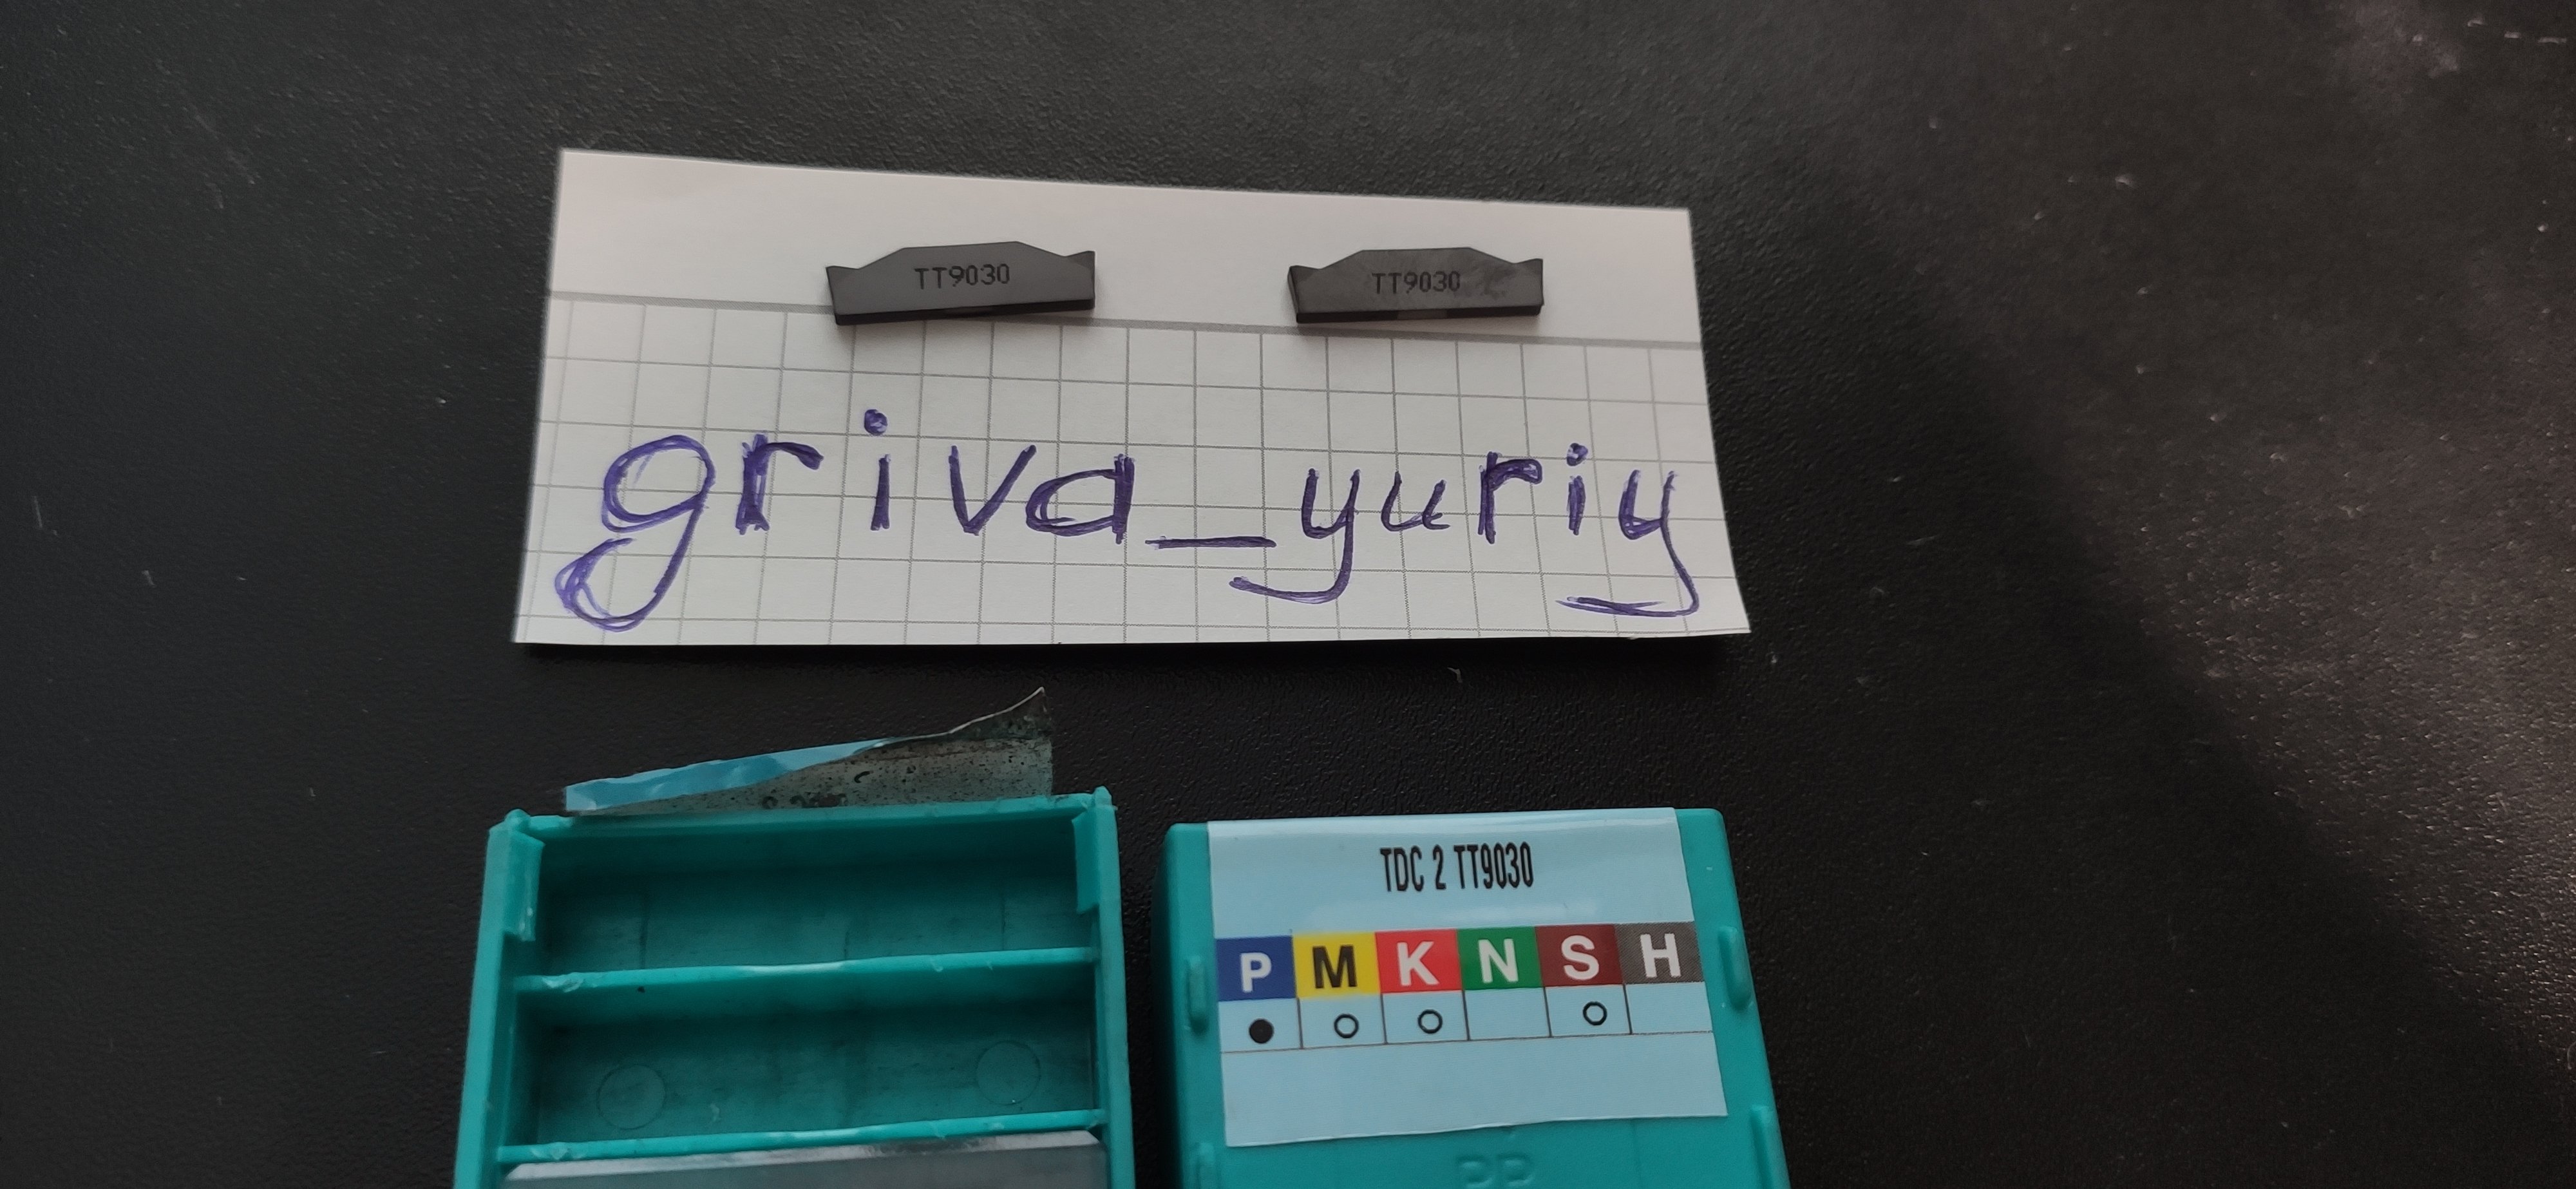 TT9030 TT9030
griva_yuriy
TDC 2 TT9030
P M K N S H
PP